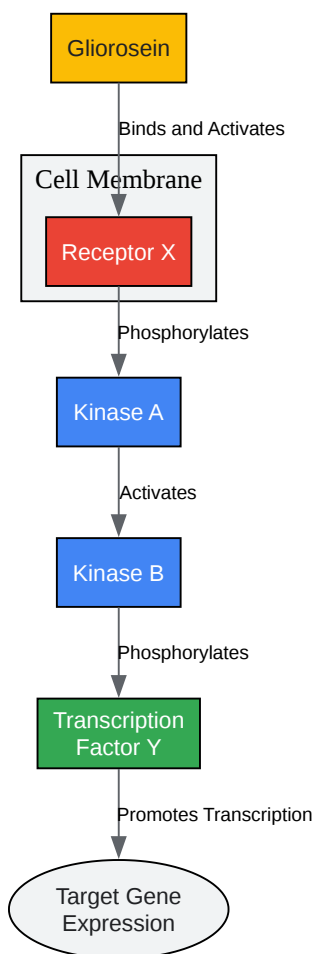 Gliorosein
Binds and Activates
Cell Membrane
Receptor X
Phosphorylates
Kinase A
Activates
Kinase B
Phosphorylates
Transcription
Factor Y
Promotes Transcription
Target Gene
Expression